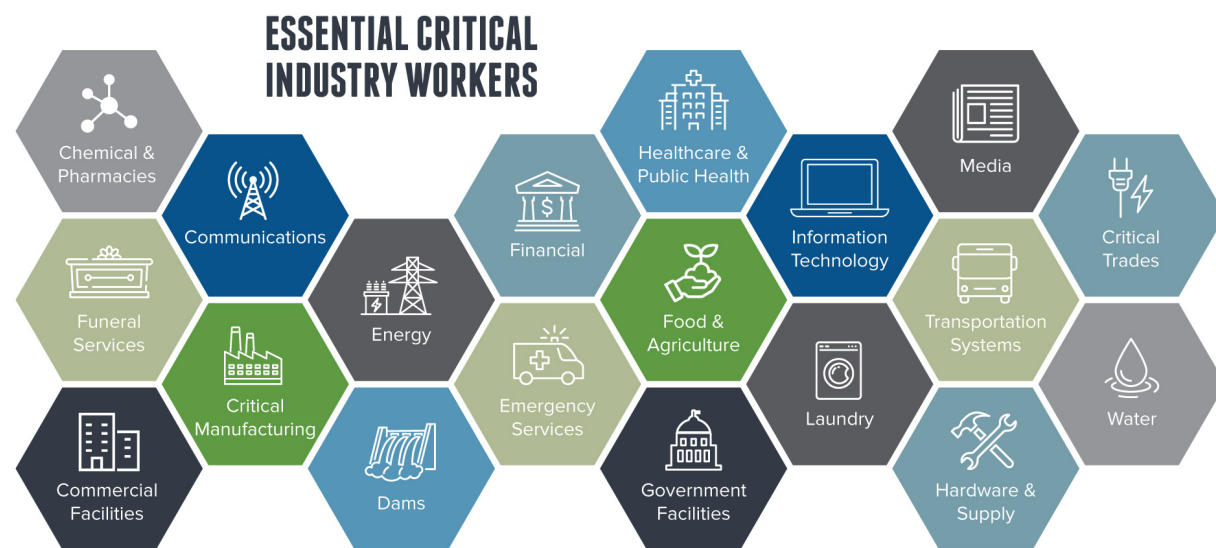 ESSENTIAL CRITICAL
INDUSTRY WORKERS
Chemical &
Pharmacies
Communications
Funeral
Services
Critical
Manufacturing
Commercial
Facilities
Energy
Dams
Financial
Emergency
Services
Healthcare &
Public Health
Food &
Agriculture
Government
Facilities
Information
Technology
Laundry
Media
Transportation
Systems
Hardware &
Supply
Critical
Trades
Water